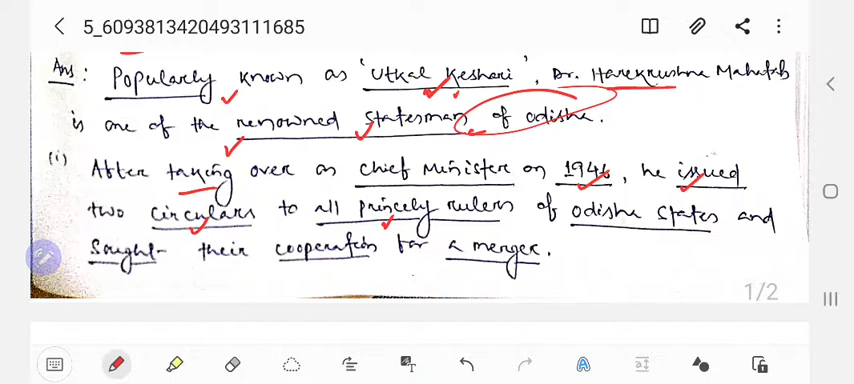 5_6093813420493111685
Ans: Popularly known as 'Utkal Keshari', Dr. Harekrushna Mahatab
is one of the renowned statesman of odisha.
(i) After taking over as chief Minister on 1946, he issued
two circulars to all princely rulers of odisha states and
Sought their cooperation for a merger.
1/2